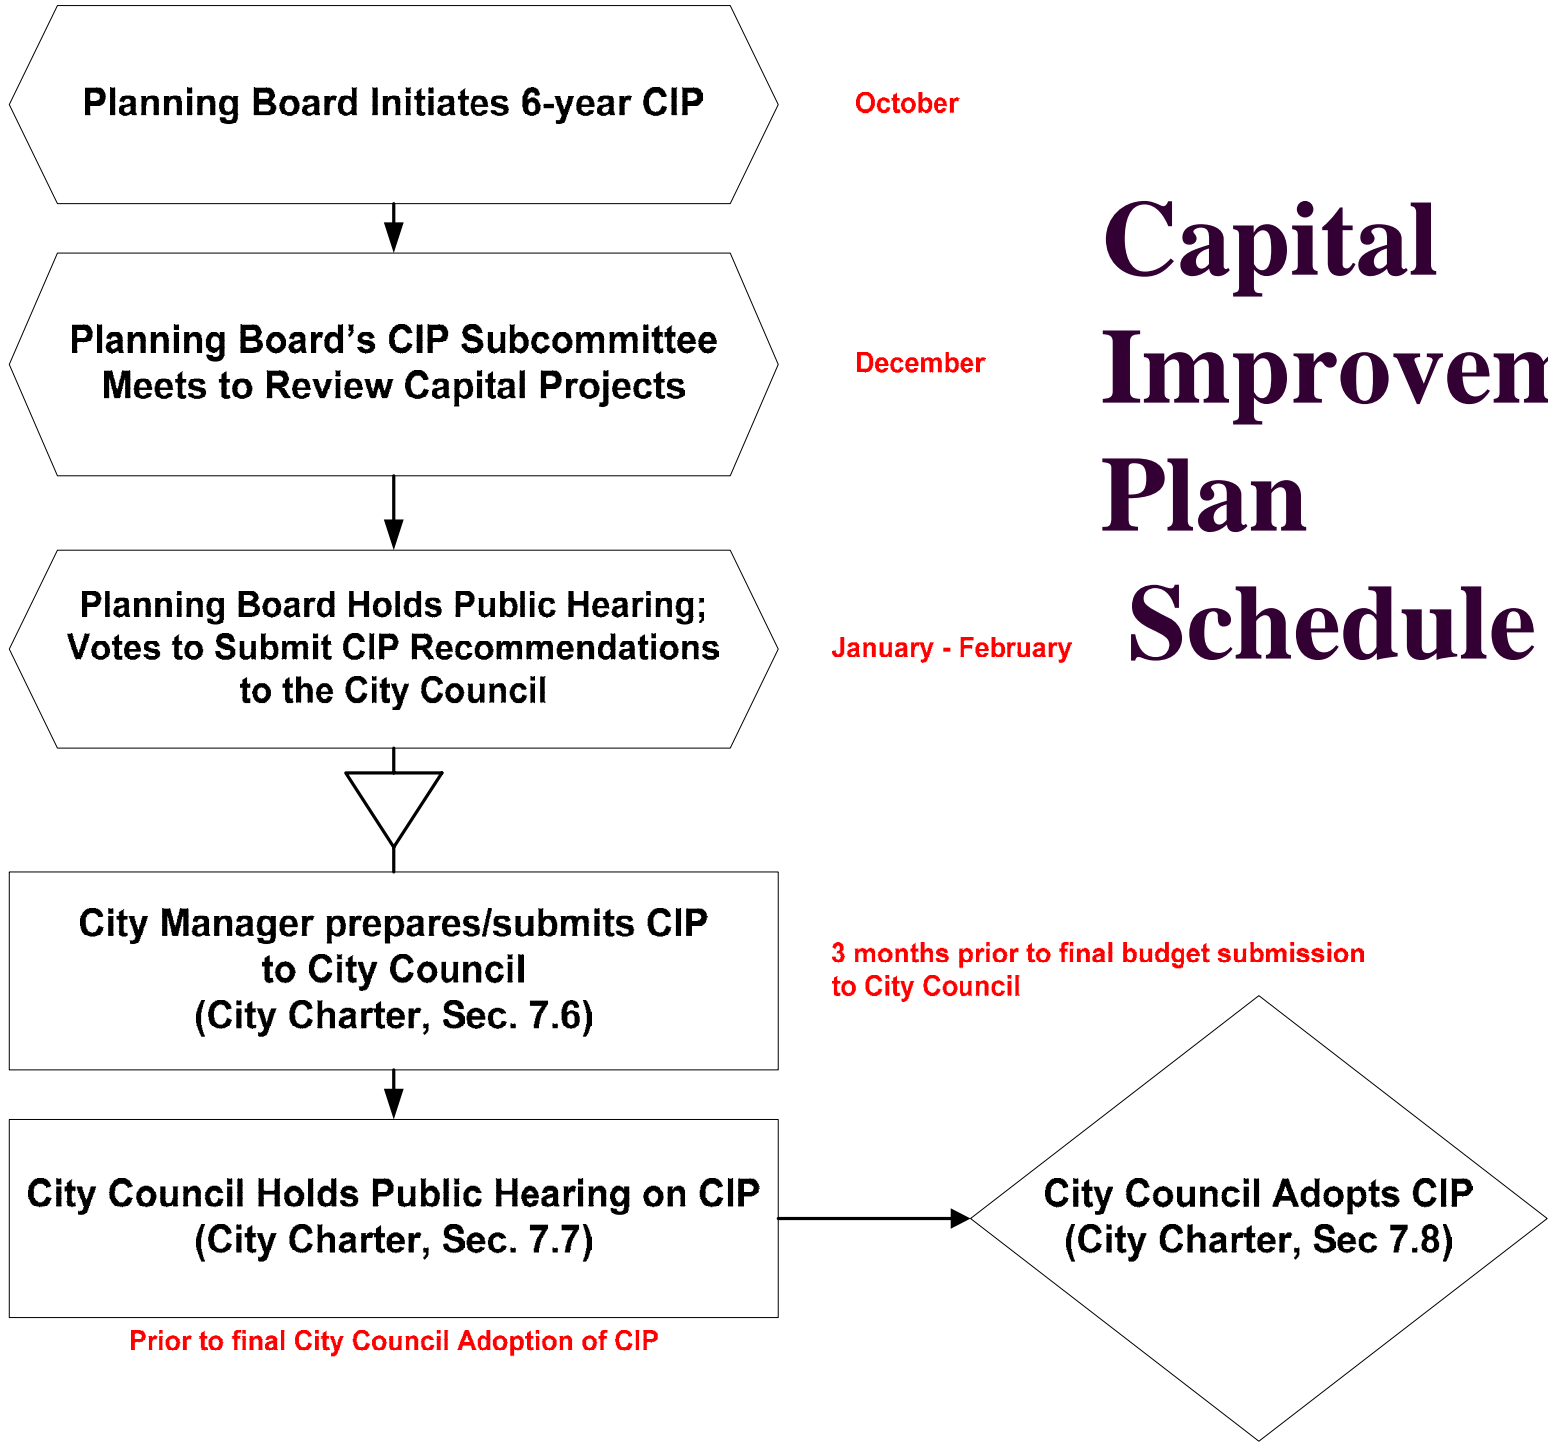 Planning Board Initiates 6-year CIP
October
Capital
Improvem
Plan
Schedule
Planning Board’s CIP Subcommittee
Meets to Review Capital Projects
December
Planning Board Holds Public Hearing;
Votes to Submit CIP Recommendations
to the City Council
January - February
City Manager prepares/submits CIP
to City Council
(City Charter, Sec. 7.6)
3 months prior to final budget submission
to City Council
City Council Holds Public Hearing on CIP
(City Charter, Sec. 7.7)
Prior to final City Council Adoption of CIP
City Council Adopts CIP
(City Charter, Sec 7.8)